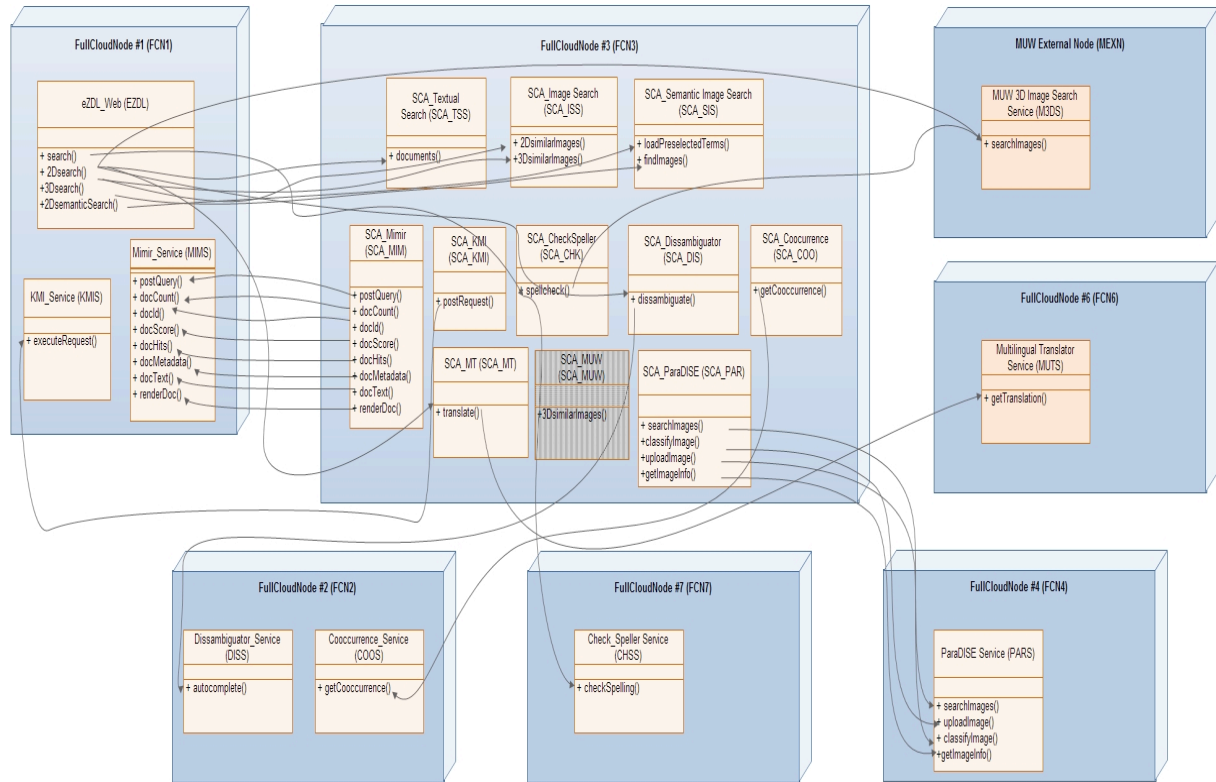 FullCloudNode #1 (FCN1)
eZDL_Web (EZDL)
+ search()
+ 2Dsearch()
+3Dsearch()
+2DsemanticSearch()
Mimir_Service (MIMS)
+ postQuery()
+ docCount()
+ docId()
+ docScore()
+ docHits()
+ docMetadata()
+ docText()
+ renderDoc()
KMI_Service (KMIS)
+ executeRequest()
FullCloudNode #3 (FCN3)
SCA_Textual
Search (SCA_TSS)
+ documents()
SCA_Image Search
(SCA_ISS)
+ 2DsimilarImages()
+3DsimilarImages()
SCA_Semantic Image Search
(SCA_SIS)
+ loadPreselectedTerms()
+ findImages()
SCA_Mimir
(SCA_MIM)
+ postQuery()
+ docCount()
+ docId()
+ docScore()
+ docHits()
+ docMetadata()
+ docText()
+ renderDoc()
SCA_KMI
(SCA_KMI)
+ postRequest()
SCA_CheckSpeller
(SCA_CHK)
+ spellcheck()
SCA_Dissambiguator
(SCA_DIS)
+ dissambiguate()
SCA_Coocurrence
(SCA_COO)
+ getCooccurrence()
SCA_MT (SCA_MT)
+ translate()
SCA_MUW
(SCA_MUW)
+3DsimilarImages()
SCA_ParaDISE (SCA_PAR)
+ searchImages()
+classifyImage()
+uploadImage()
+getImageInfo()
MUW External Node (MEXN)
MUW 3D Image Search
Service (M3DS)
+ searchImages()
FullCloudNode #6 (FCN6)
Multilingual Translator
Service (MUTS)
+ getTranslation()
FullCloudNode #2 (FCN2)
Dissambiguator_Service
(DISS)
+ autocomplete()
Cooccurrence_Service
(COOS)
+ getCooccurrence()
FullCloudNode #7 (FCN7)
Check_Speller Service
(CHSS)
+ checkSpelling()
FullCloudNode #4 (FCN4)
ParaDISE Service (PARS)
+ searchImages()
+ uploadImage()
+ classifyImage()
+getImageInfo()